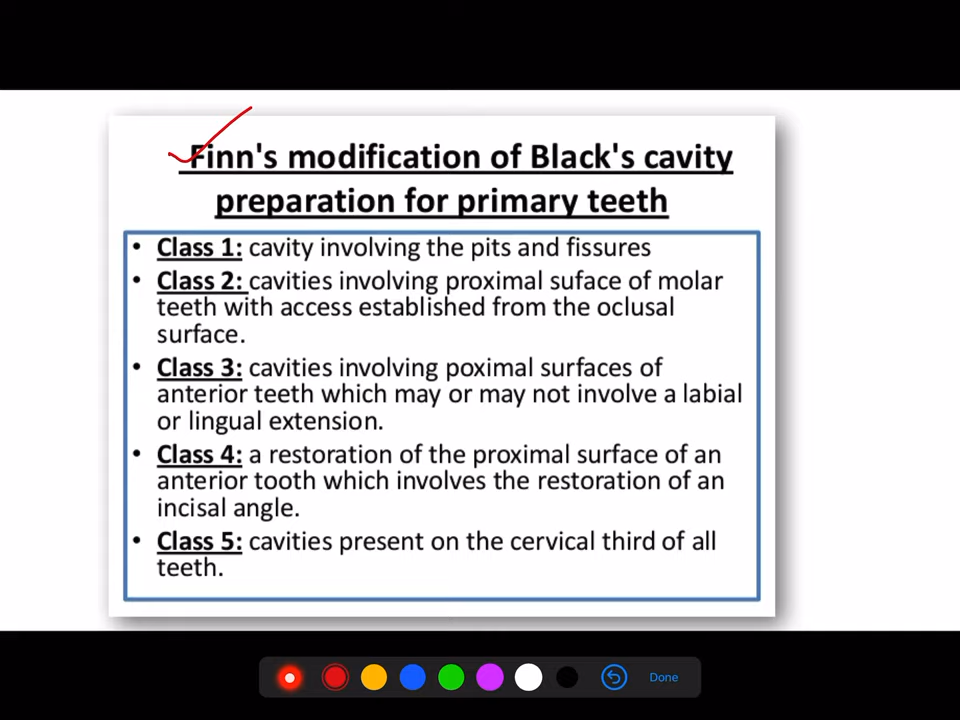 Finn's modification of Black's cavity
preparation for primary teeth
• Class 1: cavity involving the pits and fissures
• Class 2: cavities involving proximal suface of molar
teeth with access established from the oclusal
surface.
• Class 3: cavities involving poximal surfaces of
anterior teeth which may or may not involve a labial
or lingual extension.
• Class 4: a restoration of the proximal surface of an
anterior tooth which involves the restoration of an
incisal angle.
• Class 5: cavities present on the cervical third of all
teeth.
Done